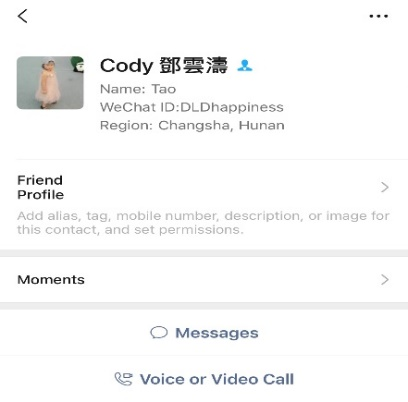 Cody 鄧雲濤
Name: Tao
WeChat ID:DLDhappiness
Region: Changsha, Hunan
Friend
Profile
Add alias, tag, mobile number, description, or image for
this contact, and set permissions.
Moments
Messages
Voice or Video Call